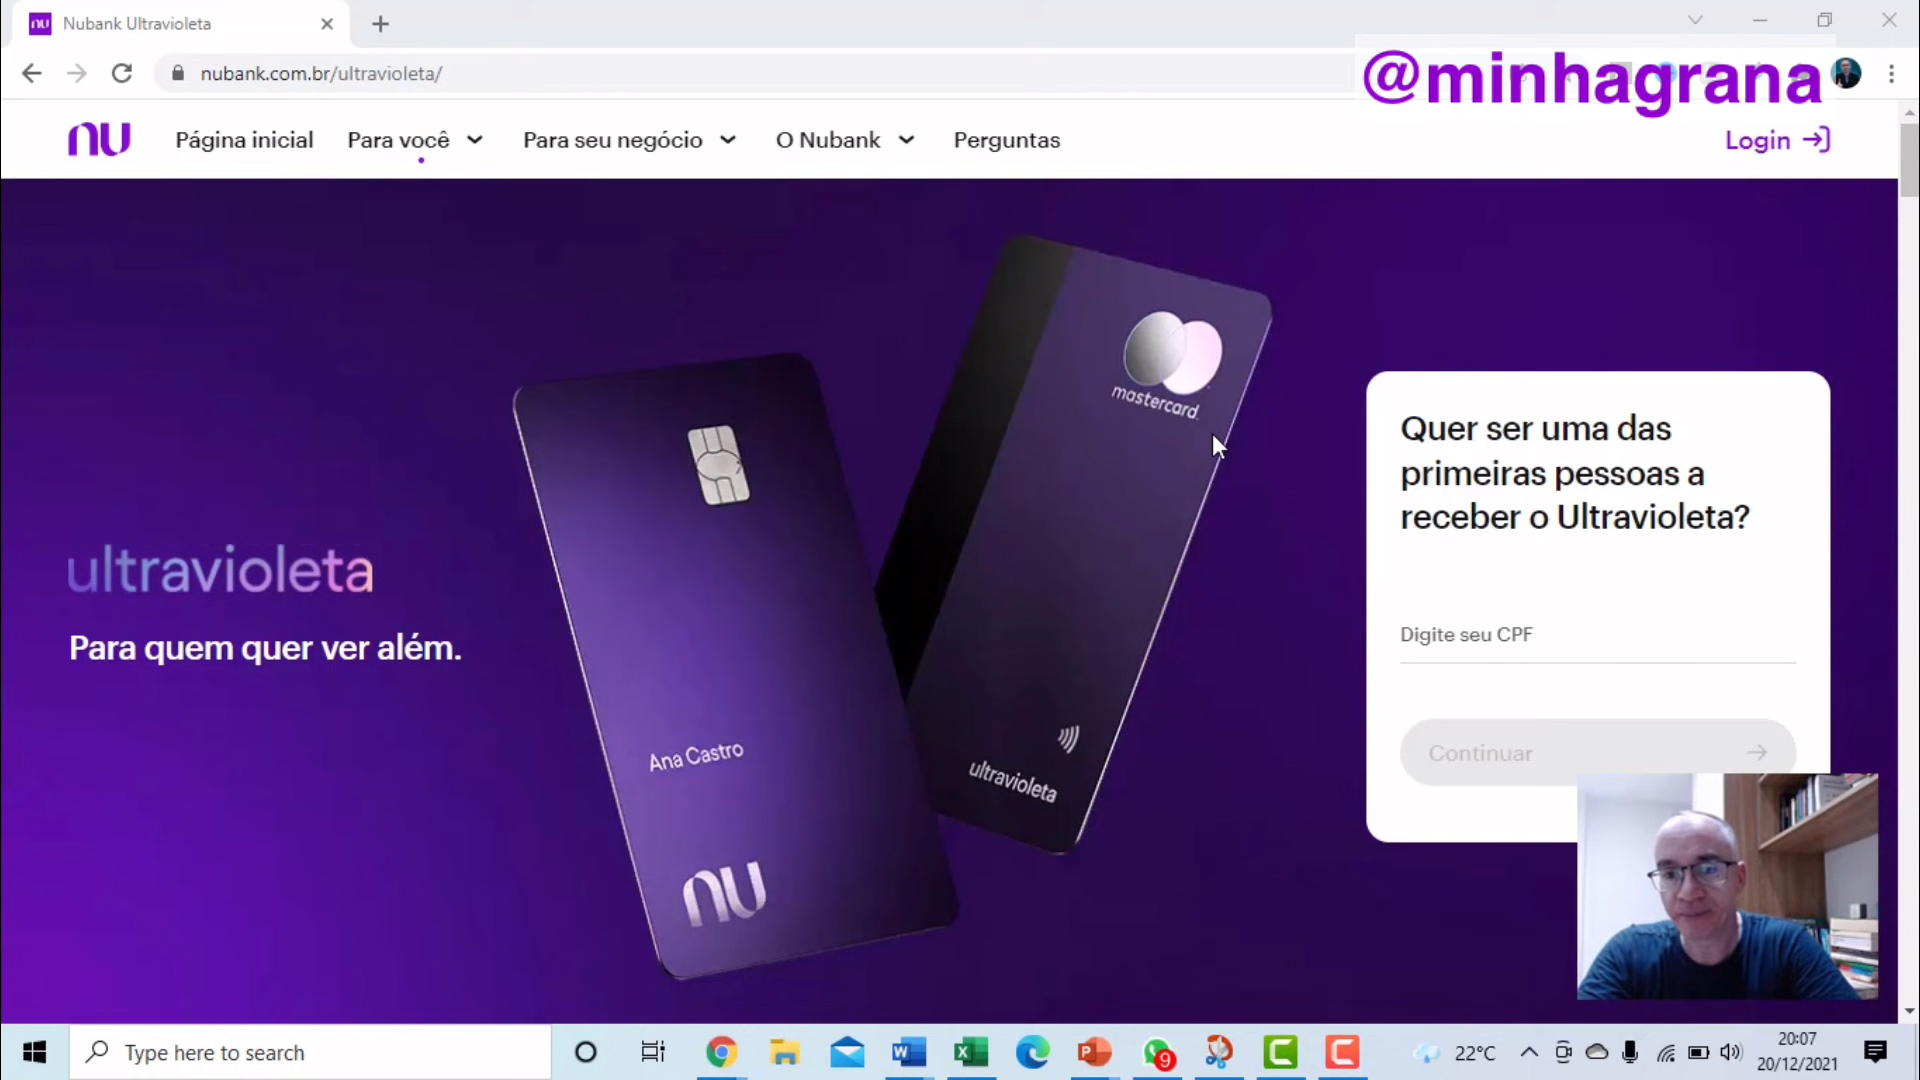 nu Nubank Ultravioleta
nubank.com.br/ultravioleta/
@minhagrana
nu Página inicial Para você Para seu negócio O Nubank Perguntas Login
mastercard
Quer ser uma das
primeiras pessoas a
receber o Ultravioleta?
ultravioleta
Para quem quer ver além.
Digite seu CPF
Ana Castro
ultravioleta
Continuar
nu
Type here to search
9
22°C
20:07
20/12/2021